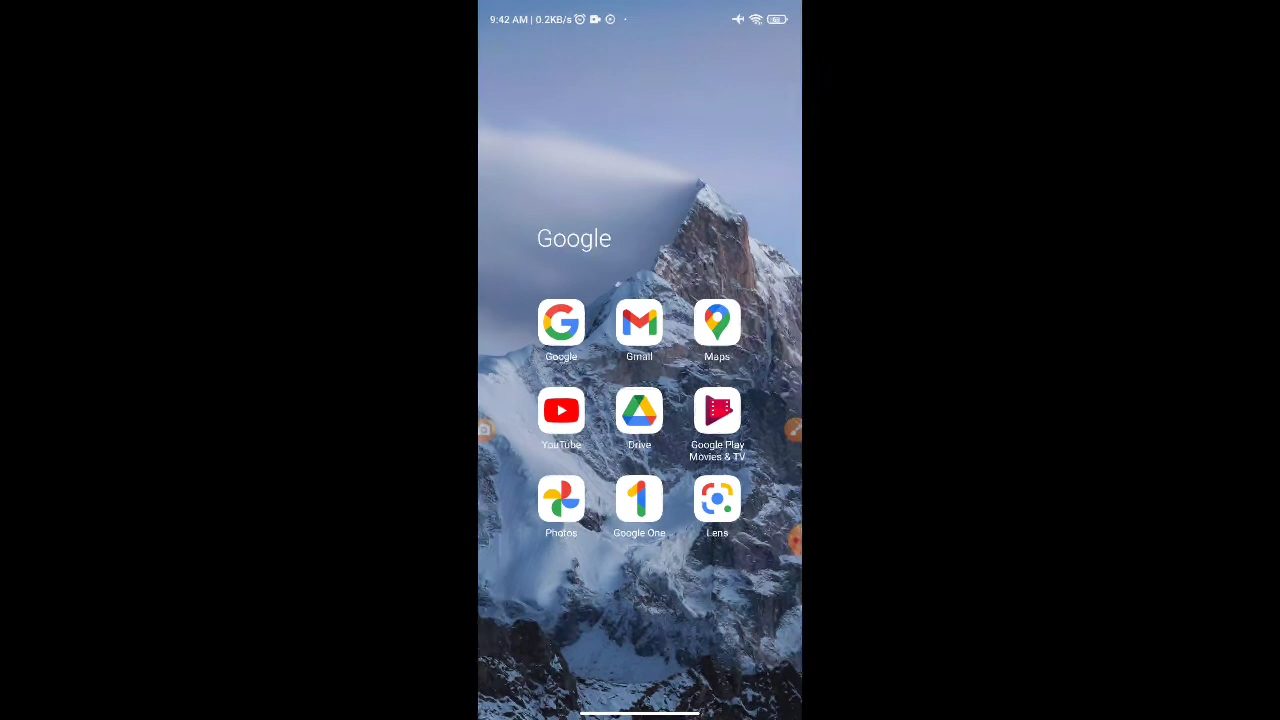 9:42 AM | 0.2KB/s
Google
Google
Gmail
Maps
YouTube
Drive
Google Play
Movies & TV
Photos
Google One
Lens